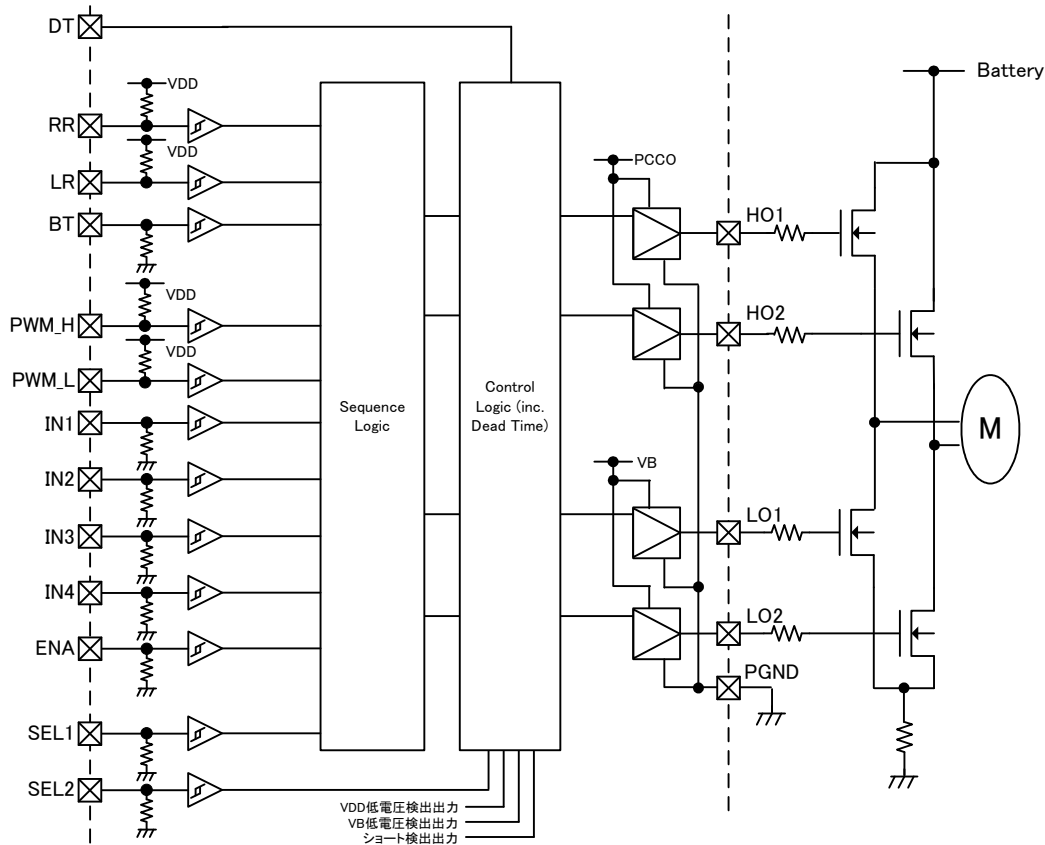 DT
VDD
RR
VDD
LR
BT
VDD
PWM_H
VDD
PWM_L
IN1
IN2
IN3
IN4
ENA
SEL1
SEL2
Sequence
Logic
Control
Logic (inc.
Dead Time)
VDD低電圧検出出力
VB低電圧検出出力
ショート検出出力
PCCO
VB
HO1
HO2
LO1
LO2
PGND
Battery
M